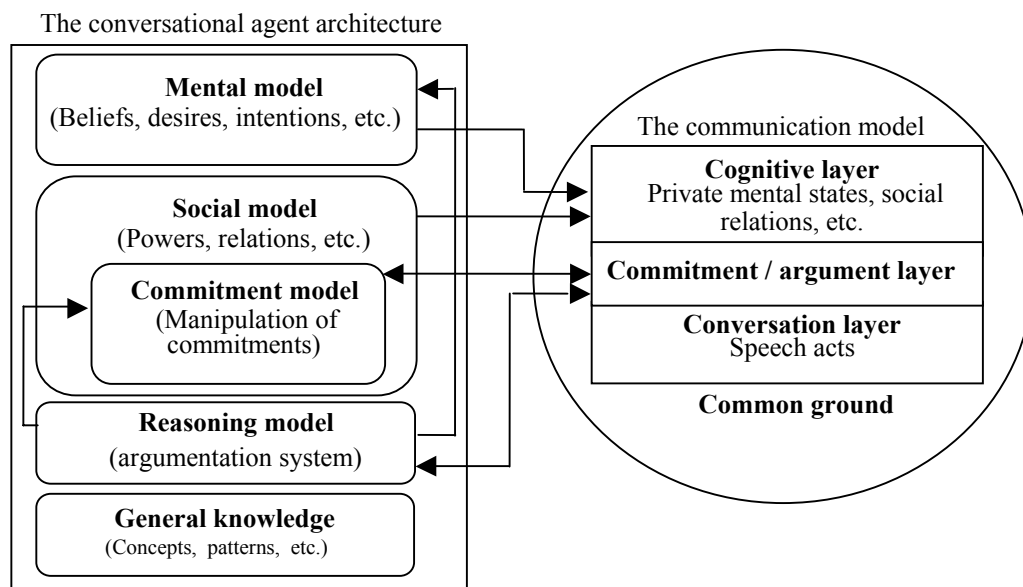 The conversational agent architecture
Mental model
(Beliefs, desires, intentions, etc.)
Social model
(Powers, relations, etc.)
Commitment model
(Manipulation of
commitments)
Reasoning model
(argumentation system)
General knowledge
(Concepts, patterns, etc.)
The communication model
Cognitive layer
Private mental states, social
relations, etc.
Commitment / argument layer
Conversation layer
Speech acts
Common ground